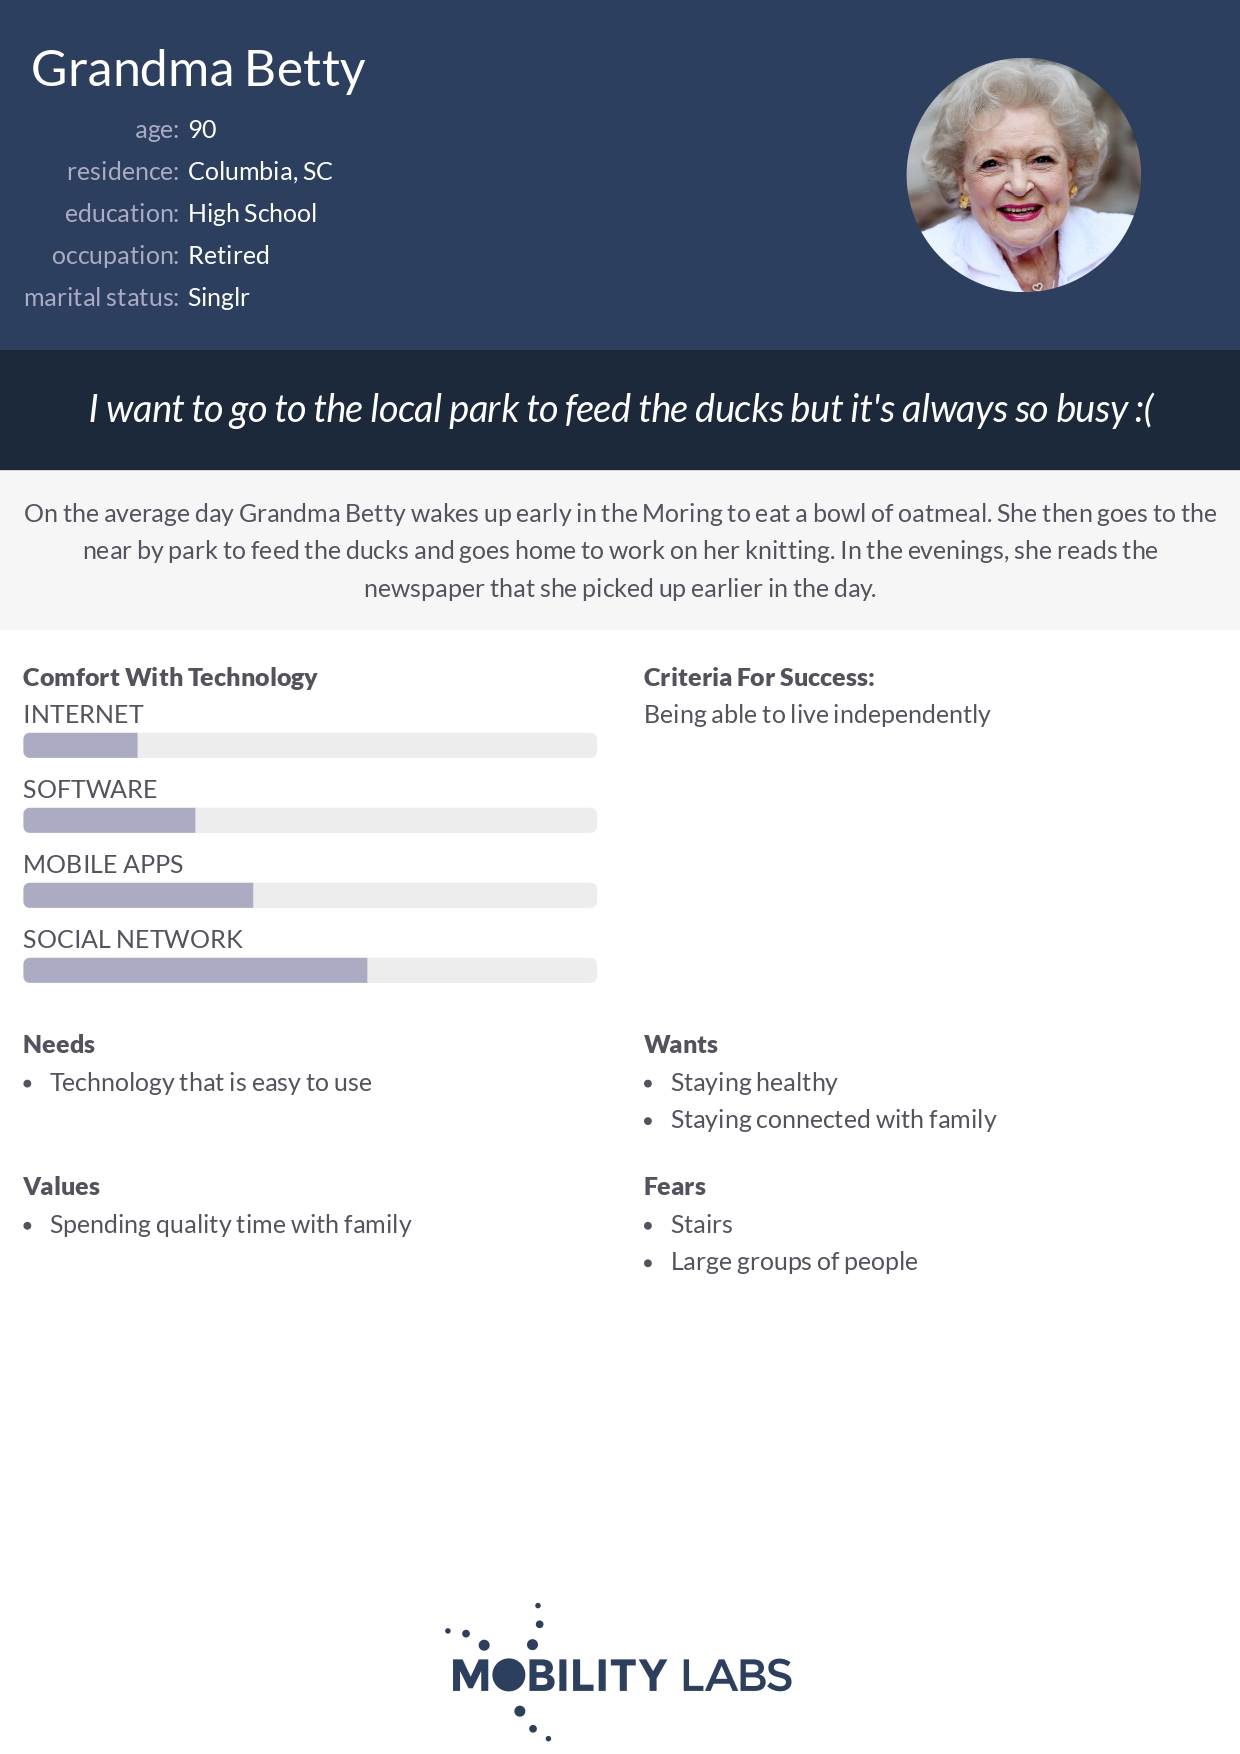 Grandma Betty
age: 90
residence: Columbia, SC
education: High School
occupation: Retired
marital status: Singlr
I want to go to the local park to feed the ducks but it's always so busy :(
On the average day Grandma Betty wakes up early in the Moring to eat a bowl of oatmeal. She then goes to the
near by park to feed the ducks and goes home to work on her knitting. In the evenings, she reads the
newspaper that she picked up earlier in the day.
Comfort With Technology
INTERNET
SOFTWARE
MOBILE APPS
SOCIAL NETWORK
Criteria For Success:
Being able to live independently
Needs
• Technology that is easy to use
Wants
• Staying healthy
• Staying connected with family
Values
• Spending quality time with family
Fears
• Stairs
• Large groups of people
MOBILITY LABS